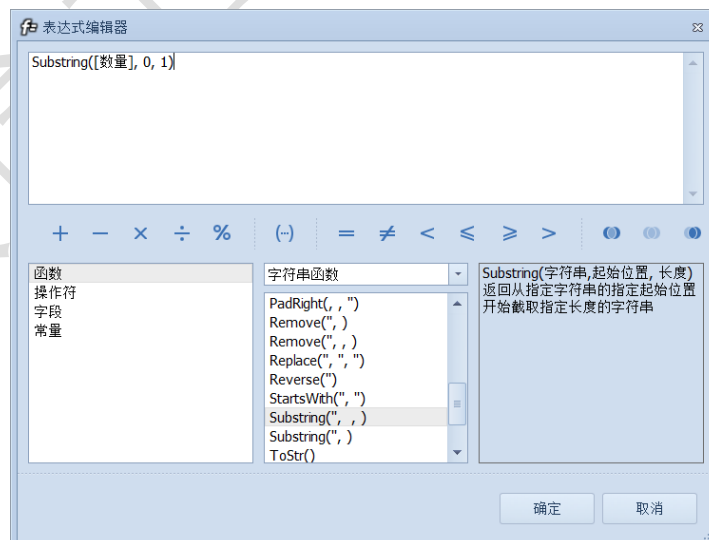 表达式编辑器
Substring([数量], 0, 1)
+ − × ÷ % (···) = ≠ < ⩽ ⩾ >
函数
操作符
字段
常量
字符串函数
PadRight(, , '')
Remove('', )
Remove('', , )
Replace('', '', '')
Reverse('')
StartsWith('', '')
Substring('', , )
Substring('', )
ToStr()
Substring(字符串,起始位置, 长度)
返回从指定字符串的指定起始位置
开始截取指定长度的字符串
确定
取消